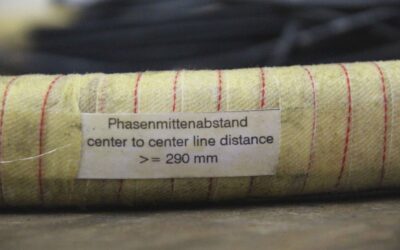 Phasenmittenabstand
center to center line distance
>= 290 mm